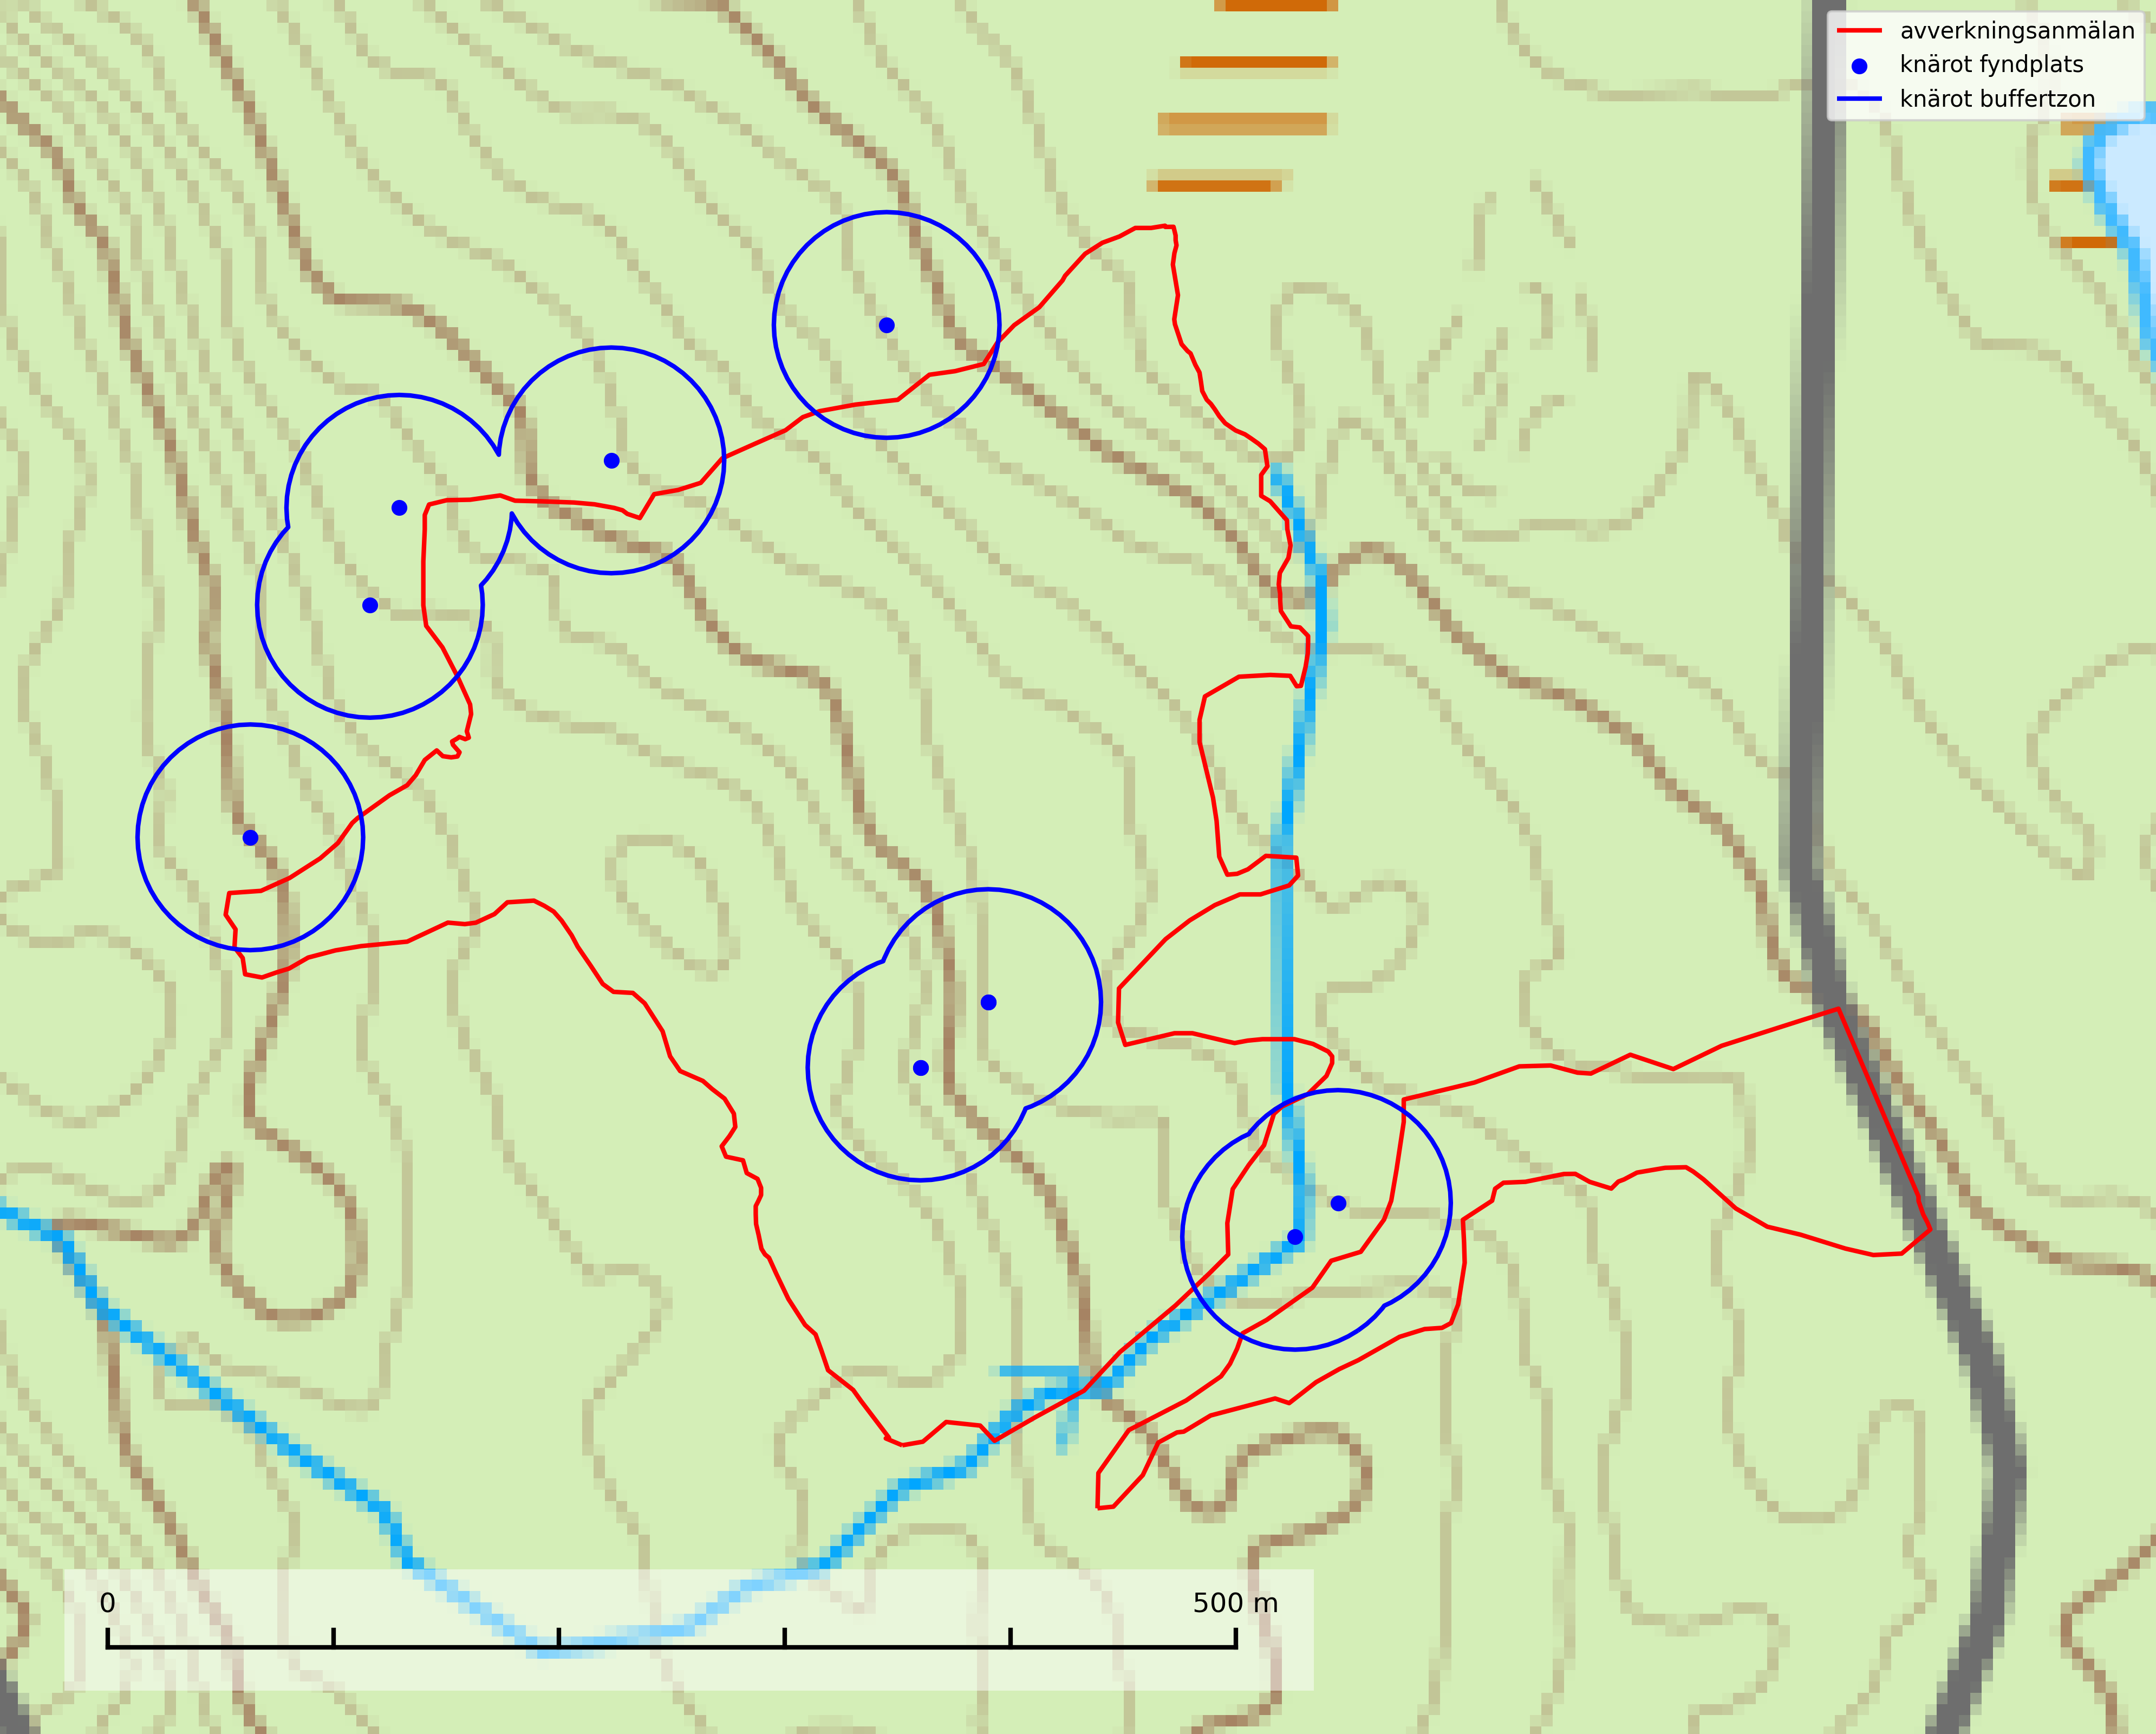 avverkningsanmälan
knärot fyndplats
knärot buffertzon
0
500 m